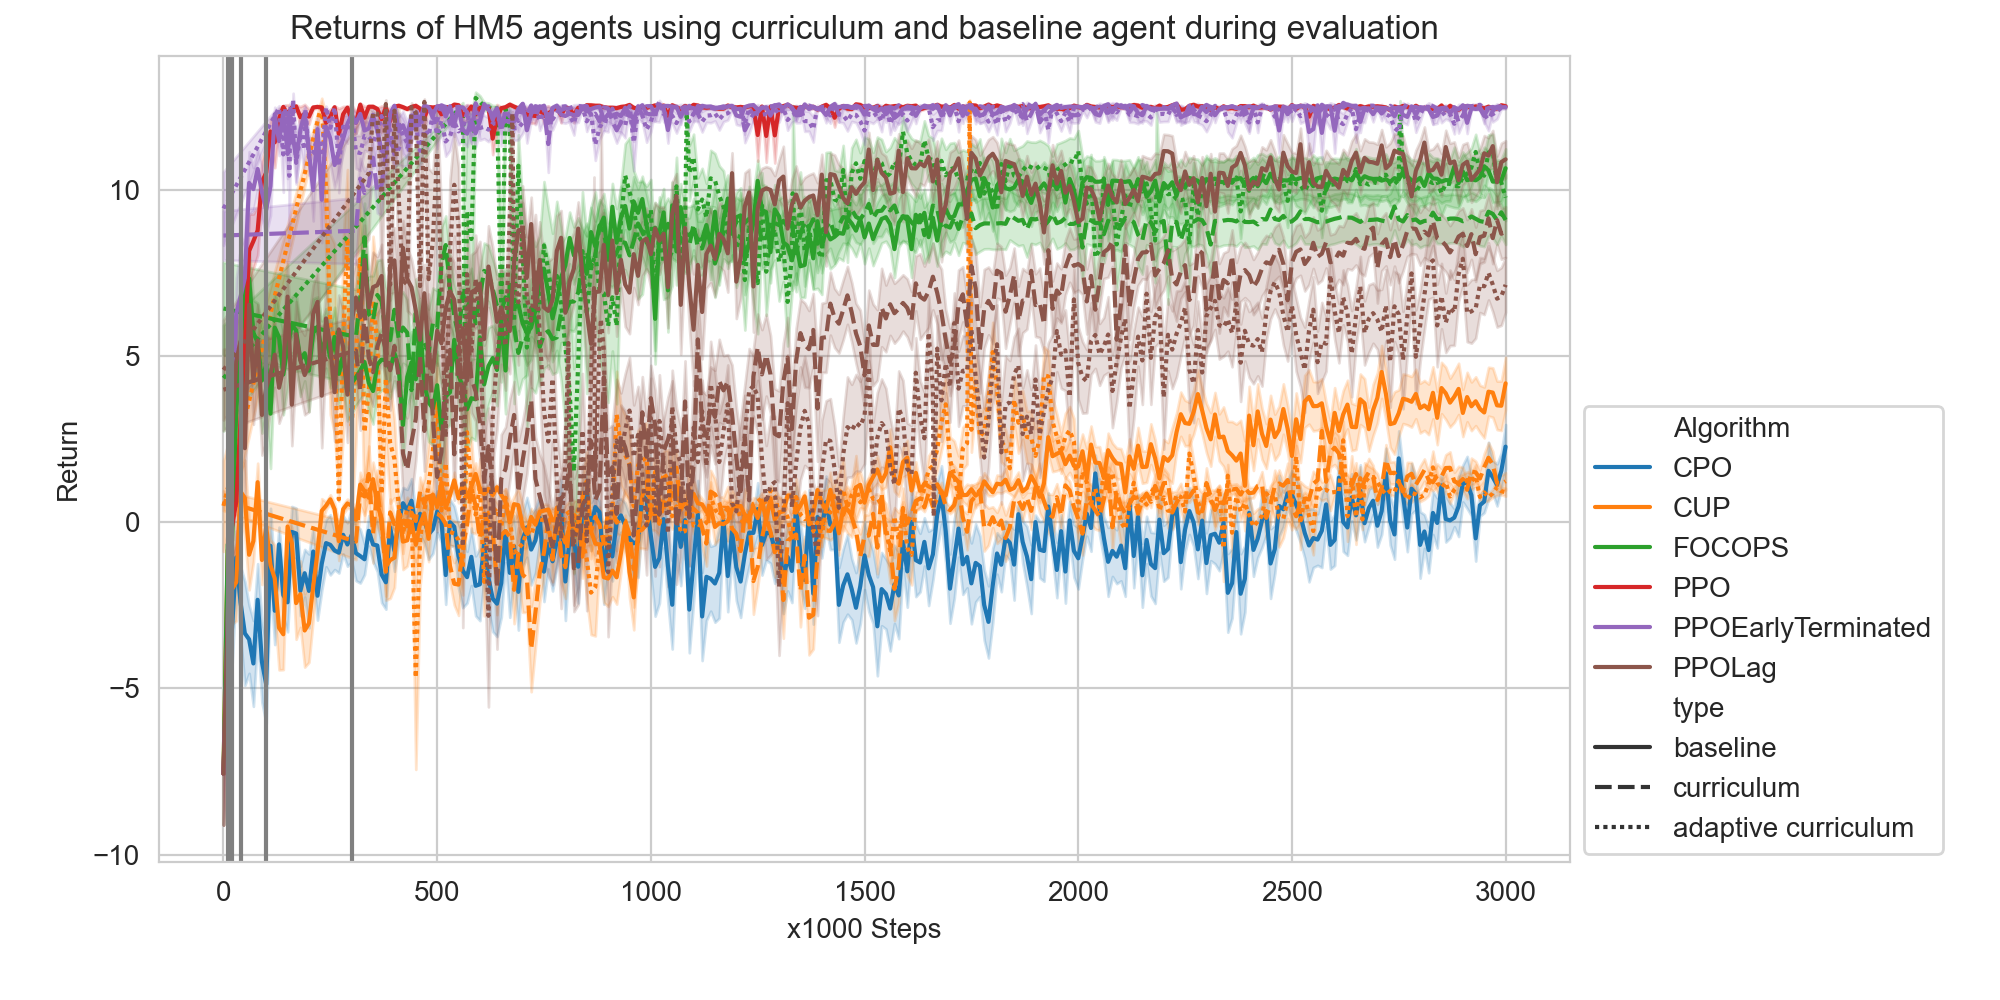 Returns of HM5 agents using curriculum and baseline agent during evaluation
Return
10
5
0
−5
−10
0 500 1000 1500 2000 2500 3000
x1000 Steps
Algorithm
CPO
CUP
FOCOPS
PPO
PPOEarlyTerminated
PPOLag
type
baseline
curriculum
adaptive curriculum